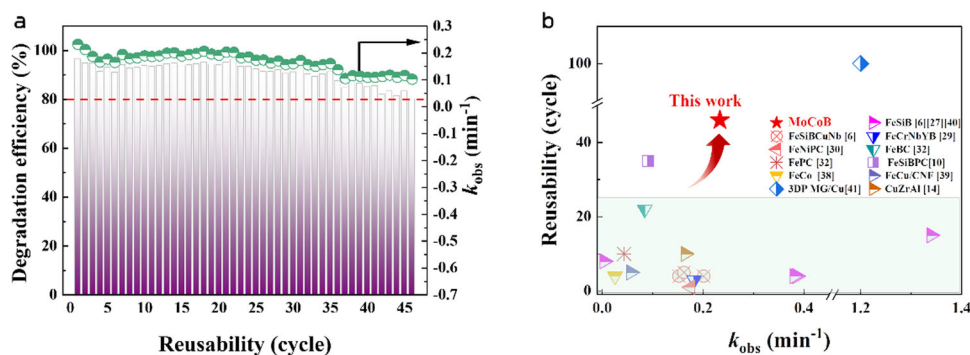 a
Degradation efficiency (%)
100
80
60
40
20
0
0 5 10 15 20 25 30 35 40 45
Reusability (cycle)
0.3
0.2
0.1
0.0
-0.1
-0.2
-0.3
-0.4
-0.5
-0.6
-0.7
k_obs (min⁻¹)
b
Reusability (cycle)
100
40
20
0
This work
MoCoB
FeSiB [6][27][40]
FeSiBCuNb [6]
FeCrNbYB [29]
FeNiPC [30]
FeBC [32]
FePC [32]
FeSiBPC[10]
FeCo [38]
FeCu/CNF [39]
3DP MG/Cu[41]
CuZrAl [14]
0.0 0.2 0.4 1.2 1.4
k_obs (min⁻¹)